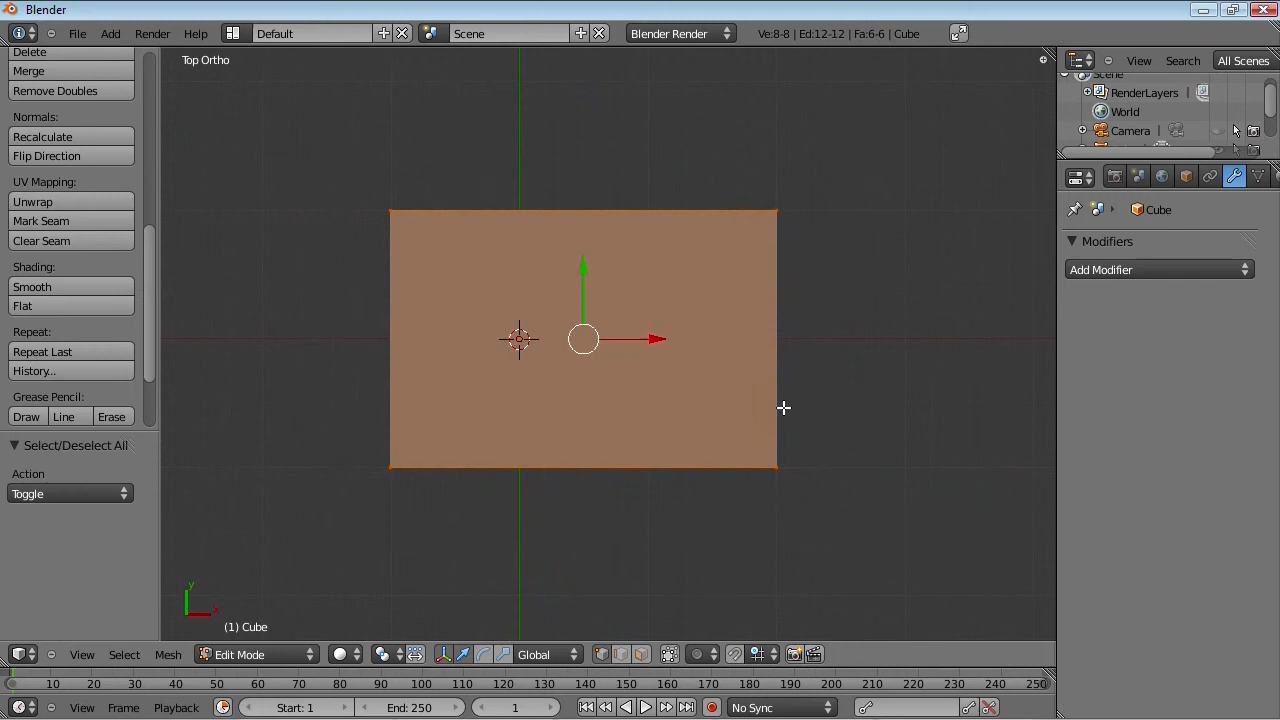 Blender
File Add Render Help Default Scene Blender Render Ve:8-8 | Ed:12-12 | Fa:6-6 | Cube
Delete
Merge
Remove Doubles
Normals:
Recalculate
Flip Direction
UV Mapping:
Unwrap
Mark Seam
Clear Seam
Shading:
Smooth
Flat
Repeat:
Repeat Last
History...
Grease Pencil:
Draw Line Erase
Select/Deselect All
Action
Toggle
Top Ortho
y
x
(1) Cube
View Search All Scenes
Scene
RenderLayers
World
Camera
Cube
Modifiers
Add Modifier
View Select Mesh Edit Mode Global
0 10 20 30 40 50 60 70 80 90 100 110 120 130 140 150 160 170 180 190 200 210 220 230 240 250
View Frame Playback Start: 1 End: 250 1 No Sync